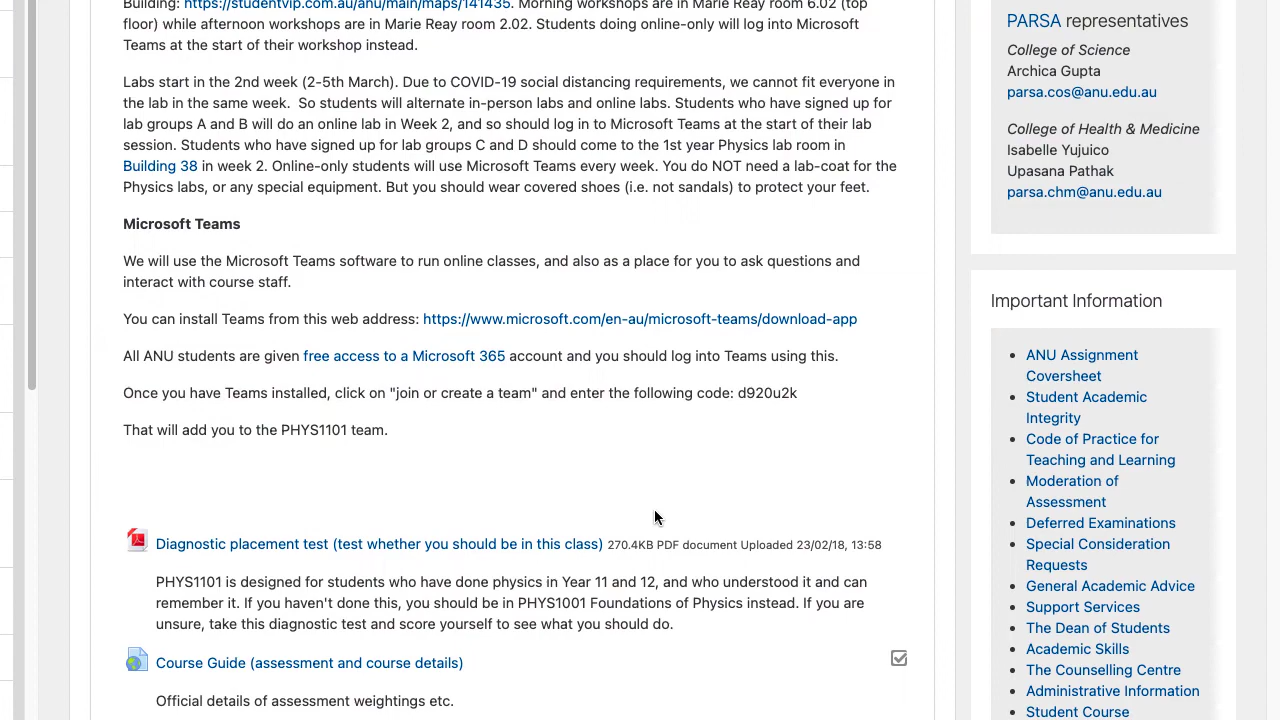 Building: https://studentvip.com.au/anu/main/maps/141435. Morning workshops are in Marie Reay room 6.02 (top
floor) while afternoon workshops are in Marie Reay room 2.02. Students doing online-only will log into Microsoft
Teams at the start of their workshop instead.
Labs start in the 2nd week (2-5th March). Due to COVID-19 social distancing requirements, we cannot fit everyone in
the lab in the same week.  So students will alternate in-person labs and online labs. Students who have signed up for
lab groups A and B will do an online lab in Week 2, and so should log in to Microsoft Teams at the start of their lab
session. Students who have signed up for lab groups C and D should come to the 1st year Physics lab room in
Building 38 in week 2. Online-only students will use Microsoft Teams every week. You do NOT need a lab-coat for the
Physics labs, or any special equipment. But you should wear covered shoes (i.e. not sandals) to protect your feet.
Microsoft Teams
We will use the Microsoft Teams software to run online classes, and also as a place for you to ask questions and
interact with course staff.
You can install Teams from this web address: https://www.microsoft.com/en-au/microsoft-teams/download-app
All ANU students are given free access to a Microsoft 365 account and you should log into Teams using this.
Once you have Teams installed, click on "join or create a team" and enter the following code: d920u2k
That will add you to the PHYS1101 team.
Diagnostic placement test (test whether you should be in this class) 270.4KB PDF document Uploaded 23/02/18, 13:58
PHYS1101 is designed for students who have done physics in Year 11 and 12, and who understood it and can
remember it. If you haven't done this, you should be in PHYS1001 Foundations of Physics instead. If you are
unsure, take this diagnostic test and score yourself to see what you should do.
Course Guide (assessment and course details)
Official details of assessment weightings etc.
PARSA representatives
College of Science
Archica Gupta
parsa.cos@anu.edu.au
College of Health & Medicine
Isabelle Yujuico
Upasana Pathak
parsa.chm@anu.edu.au
Important Information
ANU Assignment
Coversheet
Student Academic
Integrity
Code of Practice for
Teaching and Learning
Moderation of
Assessment
Deferred Examinations
Special Consideration
Requests
General Academic Advice
Support Services
The Dean of Students
Academic Skills
The Counselling Centre
Administrative Information
Student Course